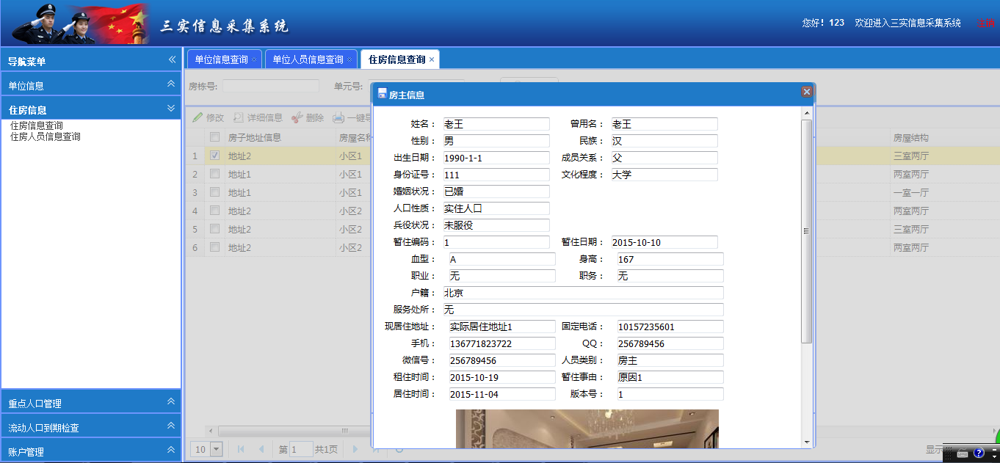 三实信息采集系统
您好！123 欢迎进入三实信息采集系统
导航菜单
单位信息
住房信息
住房信息查询
住房人员信息查询
重点人口管理
流动人口到期检查
账户管理
单位信息查询 单位人员信息查询 住房信息查询
房栋号: 单元号:
修改 详细信息 删除 一键导
房子地址信息 房屋名称 房屋结构
1 地址2 小区1 三室两厅
2 地址1 小区1 两室两厅
3 地址1 小区1 一室一厅
4 地址2 小区2 两室两厅
5 地址2 小区2 三室两厅
6 地址2 小区2 两室两厅
房主信息
姓名： 老王 曾用名： 老王
性别： 男 民族： 汉
出生日期： 1990-1-1 成员关系： 父
身份证号： 111 文化程度： 大学
婚姻状况： 已婚
人口性质： 实住人口
兵役状况： 未服役
暂住编码： 1 暂住日期： 2015-10-10
血型： A 身高： 167
职业： 无 职务： 无
户籍： 北京
服务处所： 无
现居住地址： 实际居住地址1 固定电话： 10157235601
手机： 136771823722 QQ： 256789456
微信号： 256789456 人员类别： 房主
租住时间： 2015-10-19 暂住事由： 原因1
居住时间： 2015-11-04 版本号： 1
10 第 1 共1页 显示